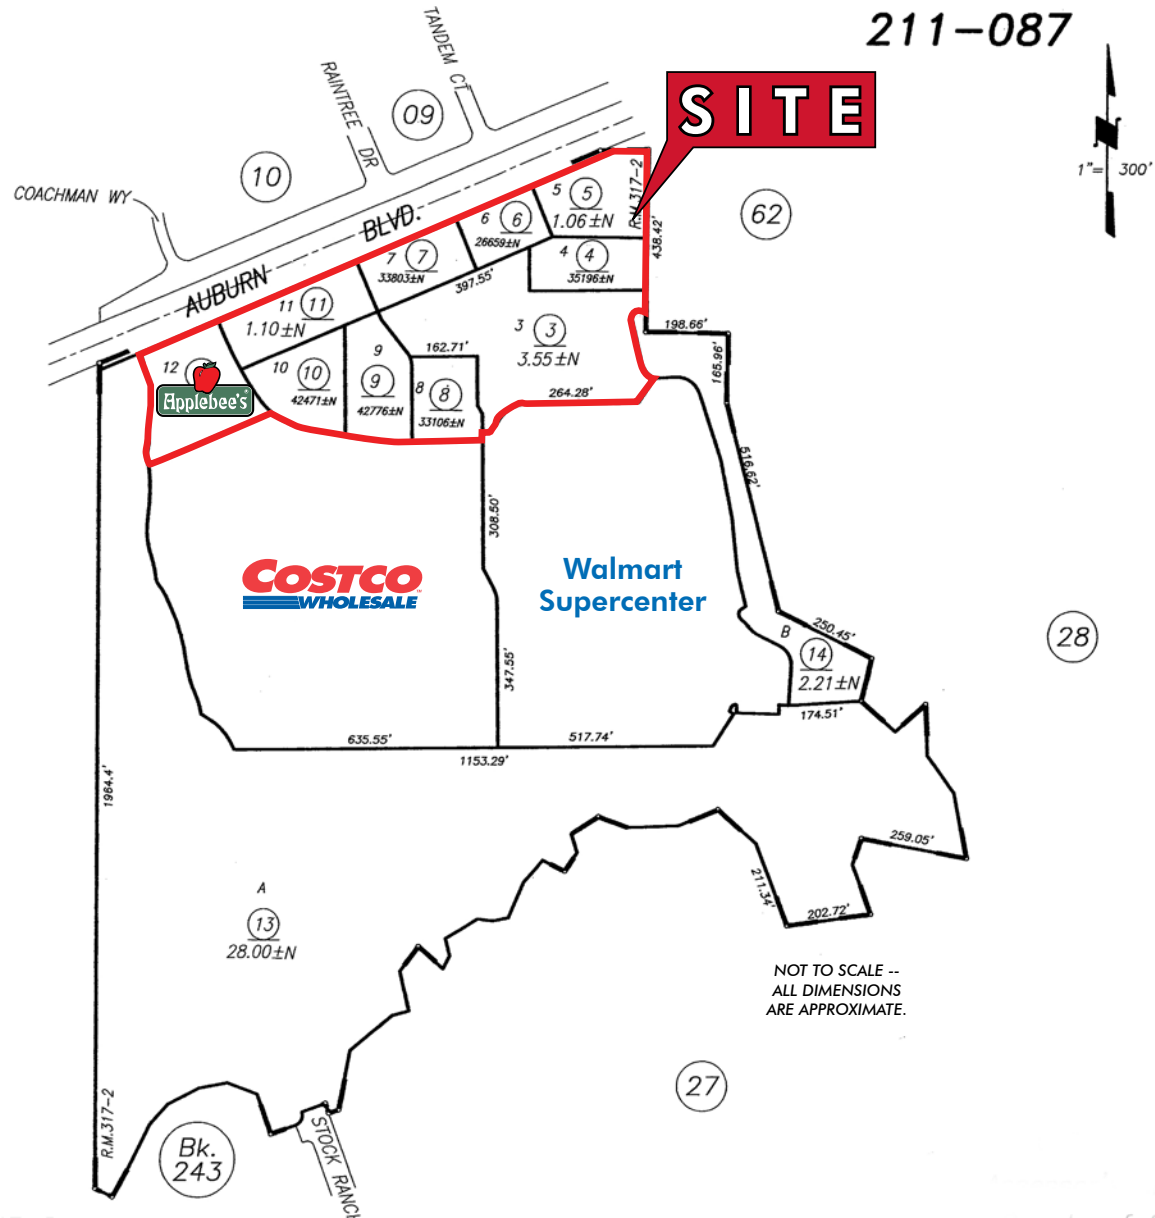 211-087
TANDEM CT
RAINTREE DR
09
SITE
10
COACHMAN WY
1"= 300'
62
AUBURN BLVD.
R.M.317-2
438.42'
5
5
1.06±N
6
6
26659±N
4
4
35196±N
7
7
33803±N
397.55'
11
11
1.10±N
3
3
3.55±N
198.66'
165.96'
12
Applebee's
10
10
42471±N
9
9
42776±N
162.71'
8
8
33106±N
264.28'
516.62'
308.50'
COSTCO
WHOLESALE
Walmart
Supercenter
B
250.45'
14
2.21±N
174.51'
28
347.55'
635.55'
517.74'
1153.29'
1964.4'
259.05'
211.34'
202.72'
A
13
28.00±N
NOT TO SCALE --
ALL DIMENSIONS
ARE APPROXIMATE.
27
R.M.317-2
Bk.
243
STOCK RANCH